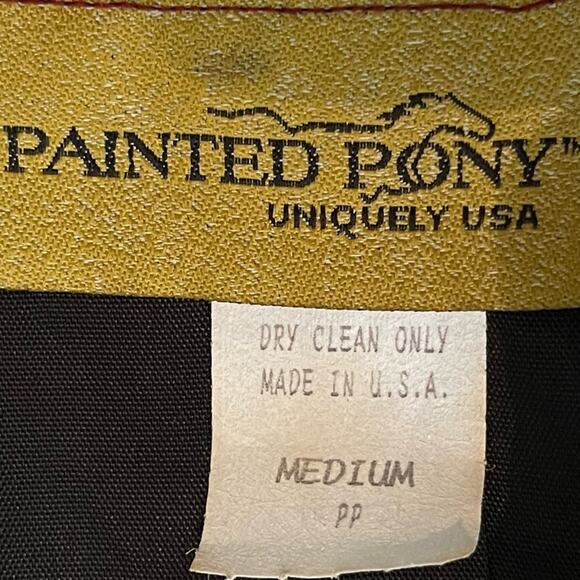 PAINTED PONY™
UNIQUELY USA
DRY CLEAN ONLY
MADE IN U.S.A.
MEDIUM
PP